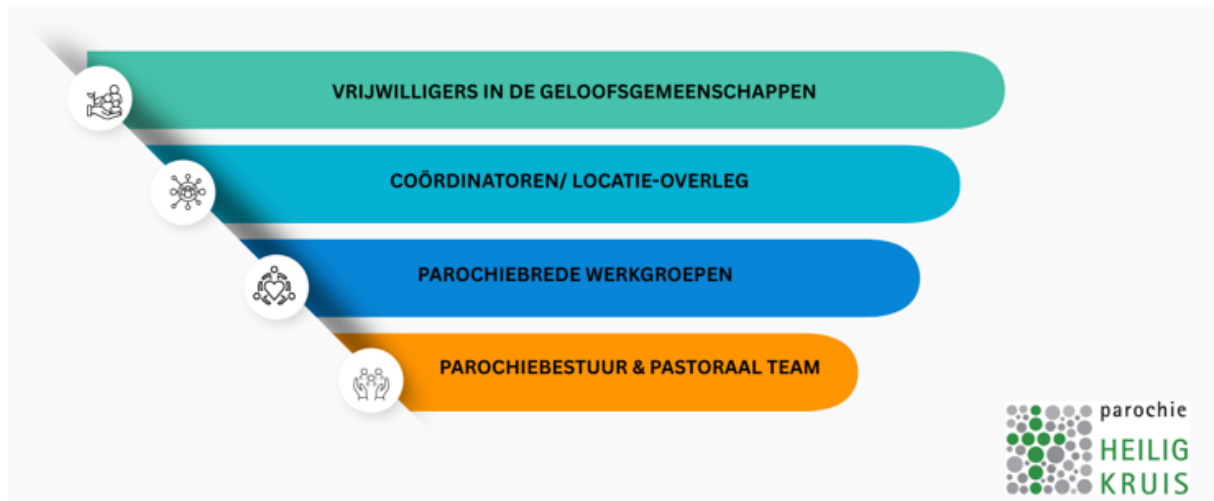 VRIJWILLIGERS IN DE GELOOFSGEMEENSCHAPPEN
COÖRDINATOREN/ LOCATIE-OVERLEG
PAROCHIEBREDE WERKGROEPEN
PAROCHIEBESTUUR & PASTORAAL TEAM
parochie
HEILIG
KRUIS